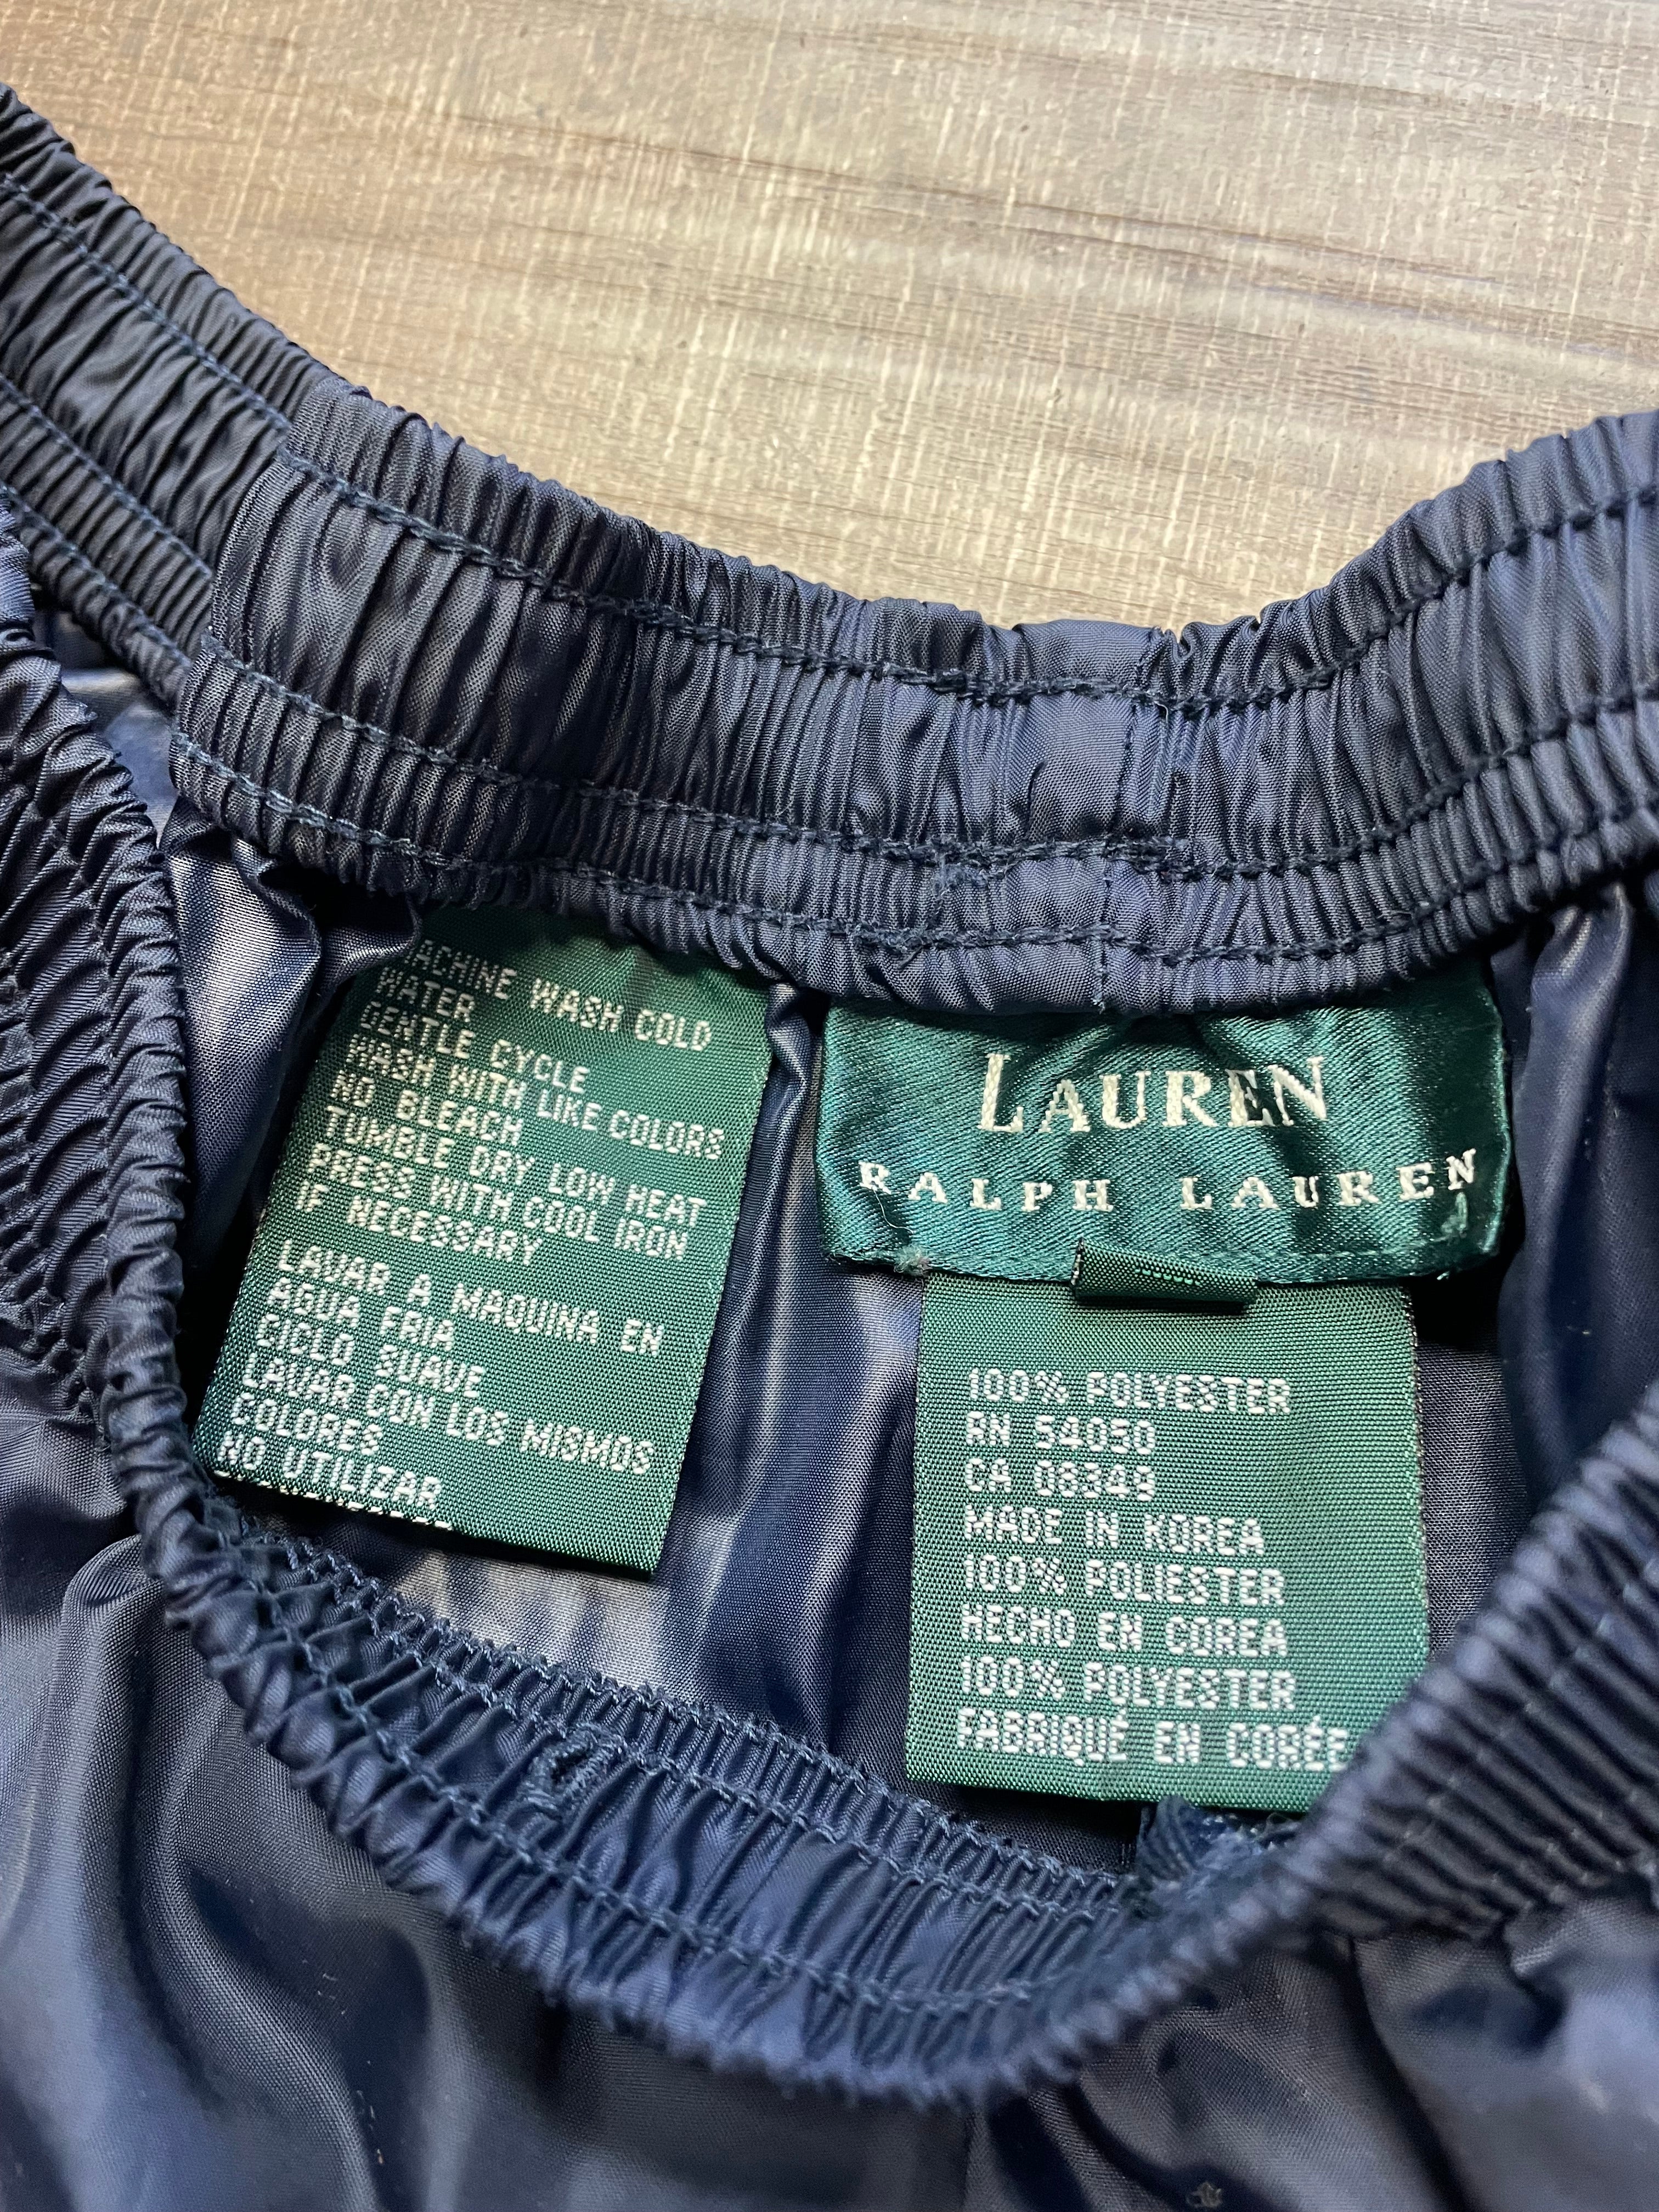 MACHINE WASH COLD
WATER
GENTLE CYCLE
WASH WITH LIKE COLORS
NO BLEACH
TUMBLE DRY LOW HEAT
PRESS WITH COOL IRON
IF NECESSARY
LAVAR A MAQUINA EN
AGUA FRIA
CICLO SUAVE
LAVAR CON LOS MISMOS
COLORES
NO UTILIZAR
LAUREN
RALPH LAUREN
100% POLYESTER
RN 54050
CA 08349
MADE IN KOREA
100% POLIESTER
HECHO EN COREA
100% POLYESTER
FABRIQUÉ EN CORÉE